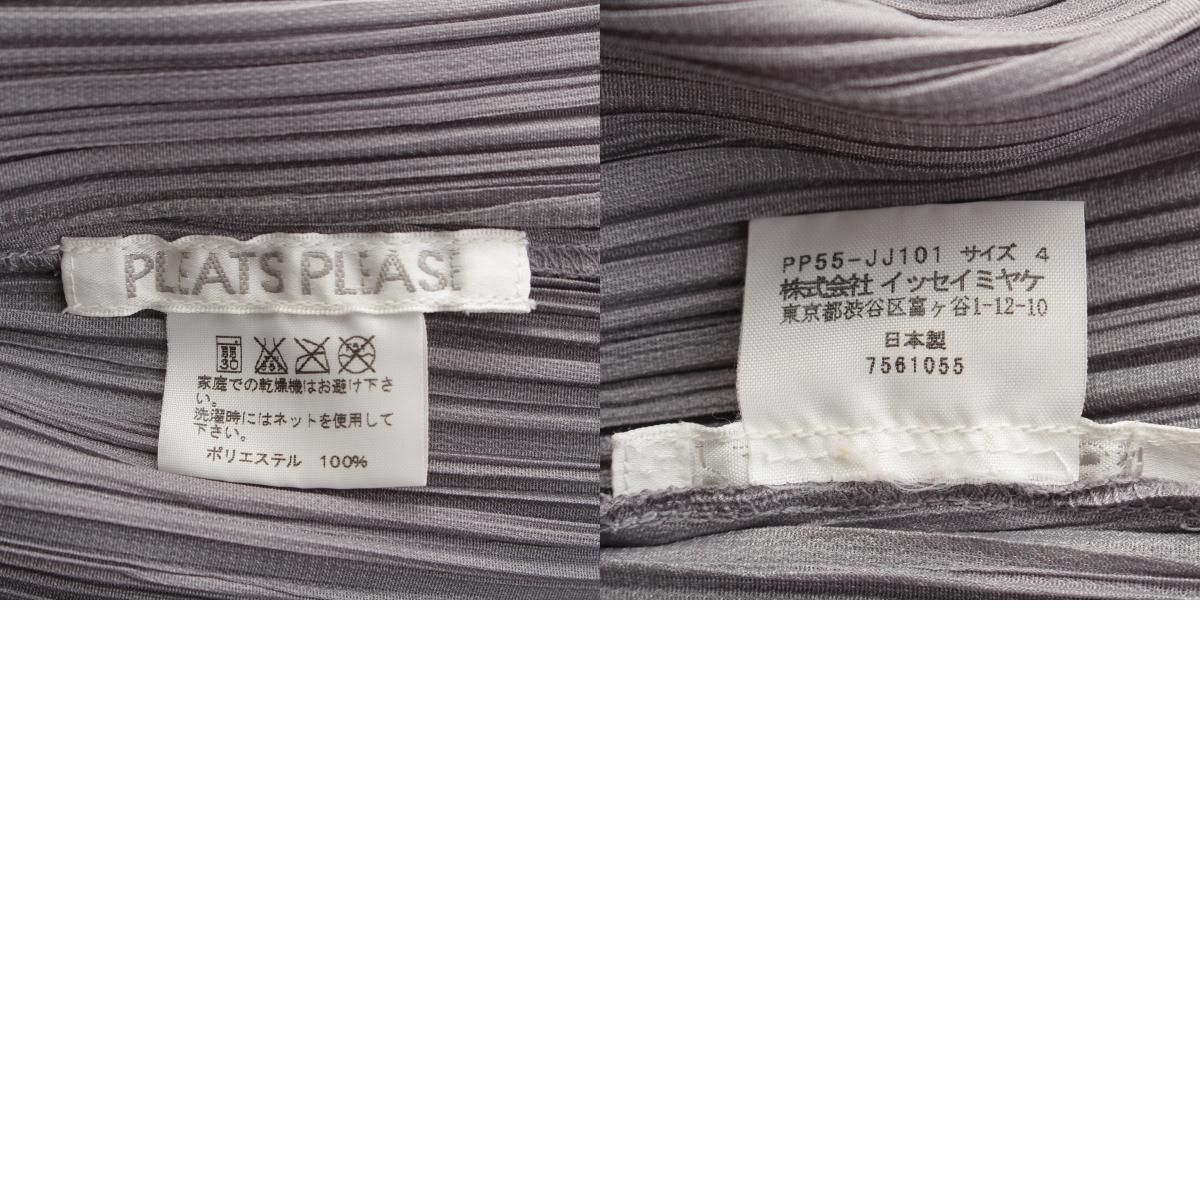 PLEATS PLEASE
30
家庭での乾燥機はお避け下さ
い。
洗濯時にはネットを使用して
下さい。
ポリエステル 100%
PP55-JJ101 サイズ 4
株式会社 イッセイミヤケ
東京都渋谷区富ヶ谷1-12-10
日本製
7561055